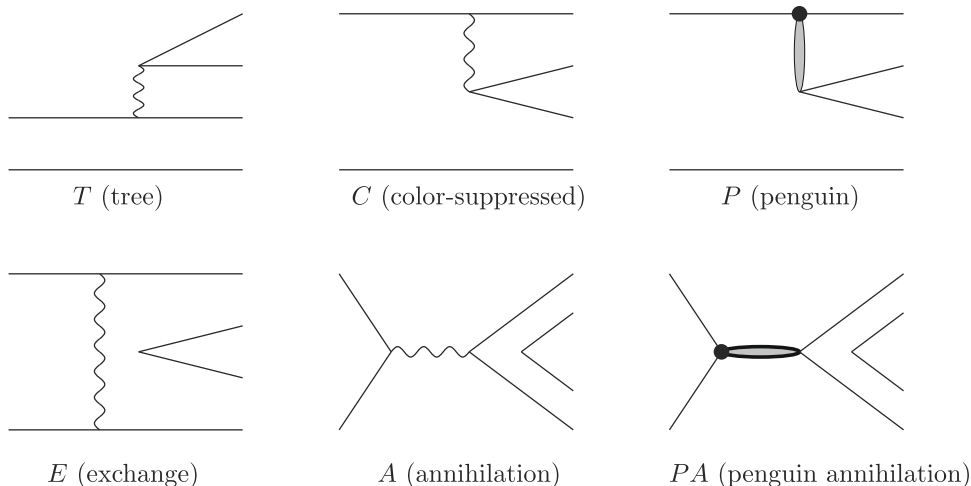 T (tree)
C (color-suppressed)
P (penguin)
E (exchange)
A (annihilation)
PA (penguin annihilation)